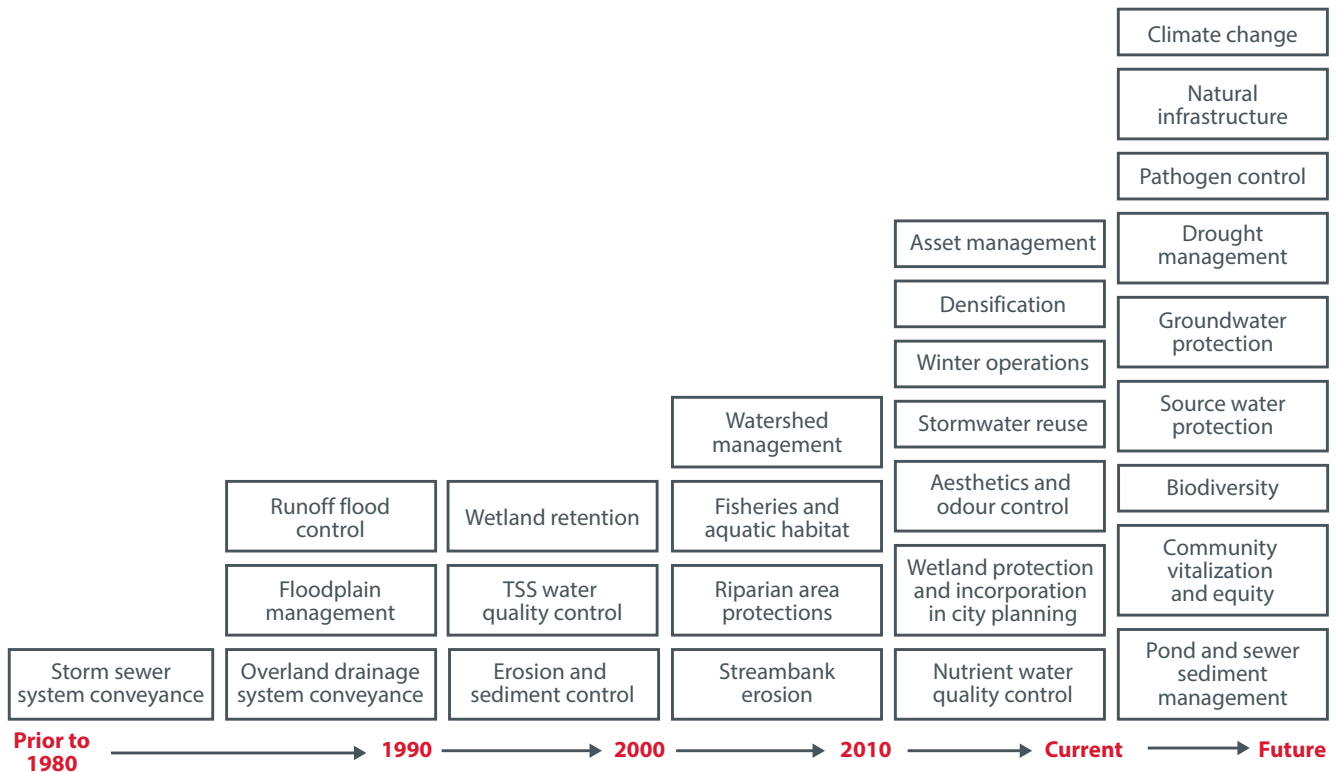 Climate change
Natural
infrastructure
Pathogen control
Drought
management
Groundwater
protection
Source water
protection
Biodiversity
Community
vitalization
and equity
Pond and sewer
sediment
management
Asset management
Densification
Winter operations
Stormwater reuse
Aesthetics and
odour control
Wetland protection
and incorporation
in city planning
Nutrient water
quality control
Watershed
management
Fisheries and
aquatic habitat
Riparian area
protections
Streambank
erosion
Wetland retention
TSS water
quality control
Erosion and
sediment control
Runoff flood
control
Floodplain
management
Overland drainage
system conveyance
Storm sewer
system conveyance
Prior to
1980
1990
2000
2010
Current
Future